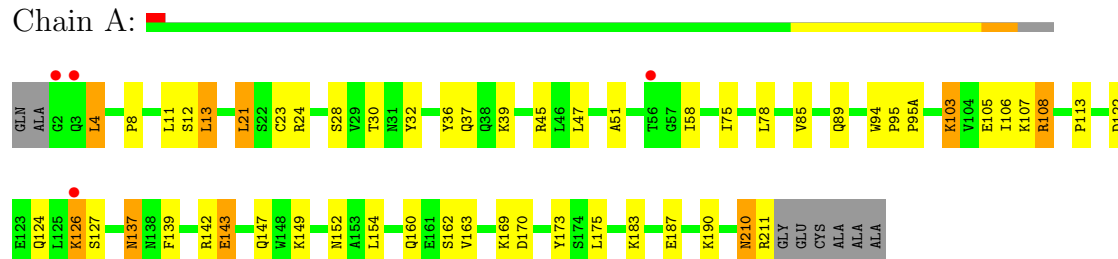 Chain A:
GLN ALA G2 Q3 L4 P8 L11 S12 L13 L21 S22 C23 R24 S28 V29 T30 N31 Y32 Y36 Q37 Q38 K39 R45 L46 L47 A51 T56 G57 I58 I75 L78 V85 Q89 W94 P95 P95A K103 V104 E105 I106 K107 R108 P113
E123 Q124 L125 K126 S127 N137 N138 F139 R142 E143 Q147 W148 K149 N152 A153 L154 Q160 E161 S162 V163 K169 D170 Y173 S174 L175 K183 E187 K190 N210 R211 GLY GLU CYS ALA ALA ALA